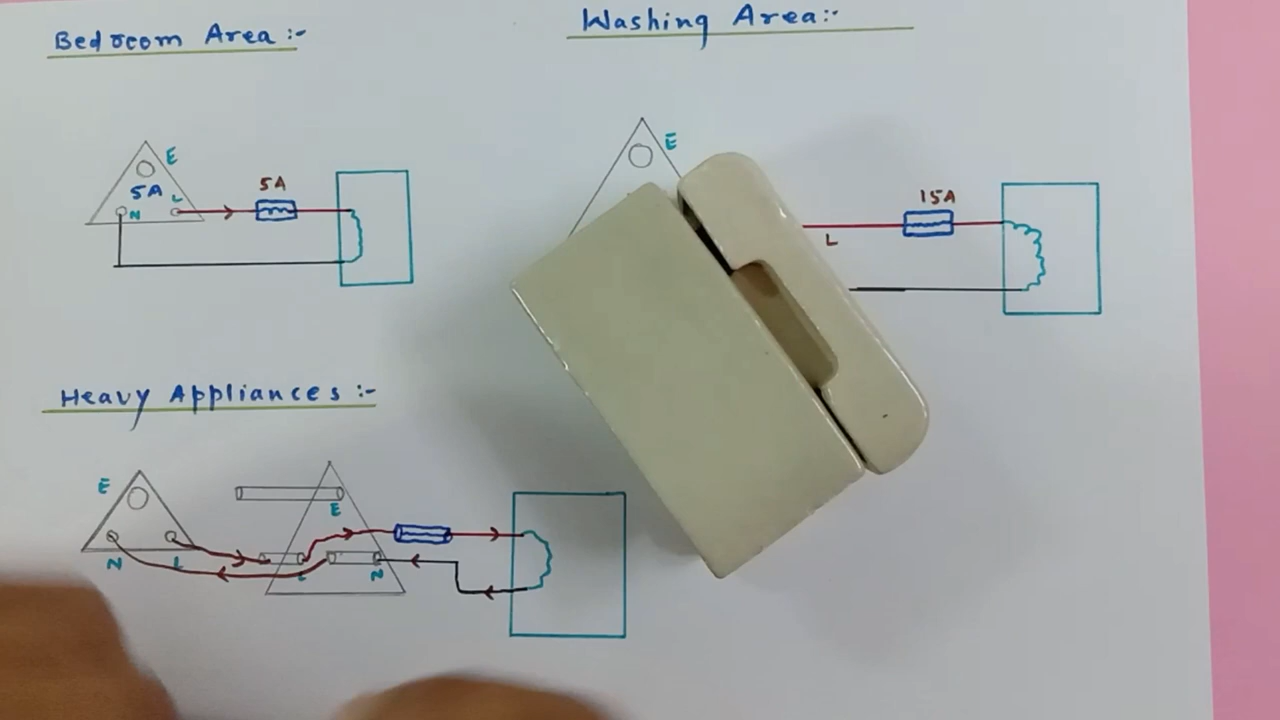 Bedroom Area :-
Washing Area:-
E
5A
L
N
5A
E
15A
L
Heavy Appliances :-
E
N
L
E
L
N